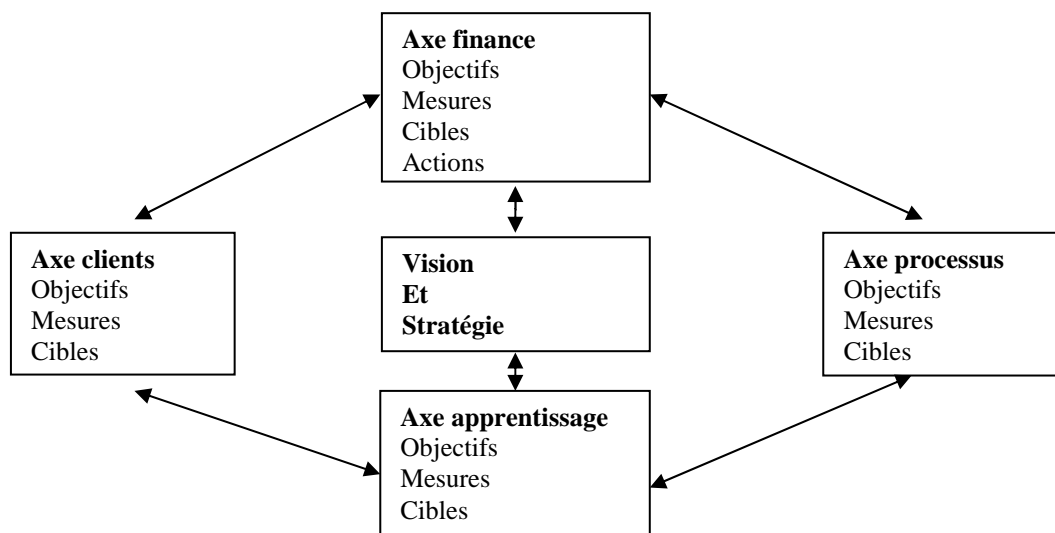 Axe finance
Objectifs
Mesures
Cibles
Actions
Axe clients
Objectifs
Mesures
Cibles
Vision
Et
Stratégie
Axe processus
Objectifs
Mesures
Cibles
Axe apprentissage
Objectifs
Mesures
Cibles